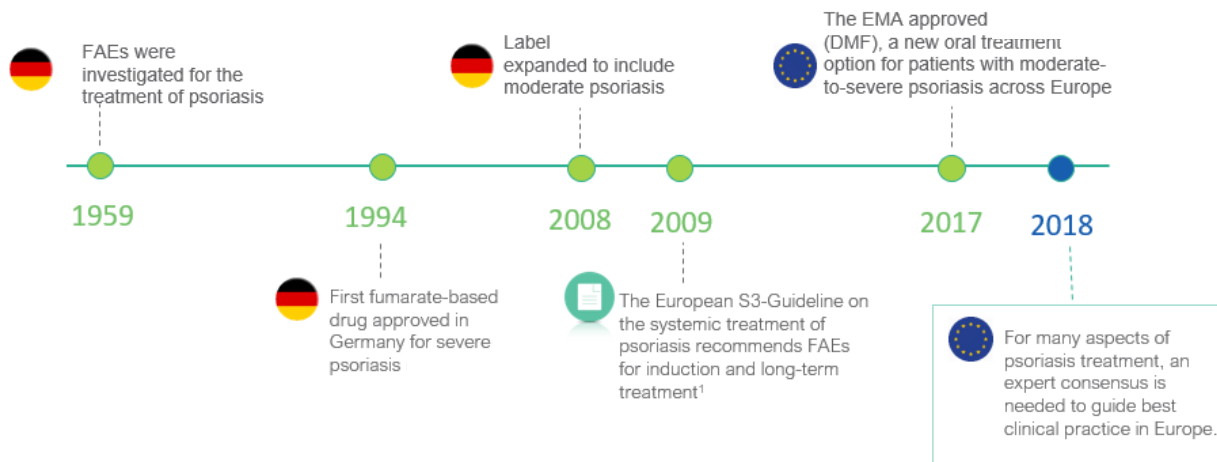 FAEs were
investigated for the
treatment of psoriasis
Label
expanded to include
moderate psoriasis
The EMA approved
(DMF), a new oral treatment
option for patients with moderate-
to-severe psoriasis across Europe
1959
1994
2008
2009
2017
2018
First fumarate-based
drug approved in
Germany for severe
psoriasis
The European S3-Guideline on
the systemic treatment of
psoriasis recommends FAEs
for induction and long-term
treatment¹
For many aspects of
psoriasis treatment, an
expert consensus is
needed to guide best
clinical practice in Europe.